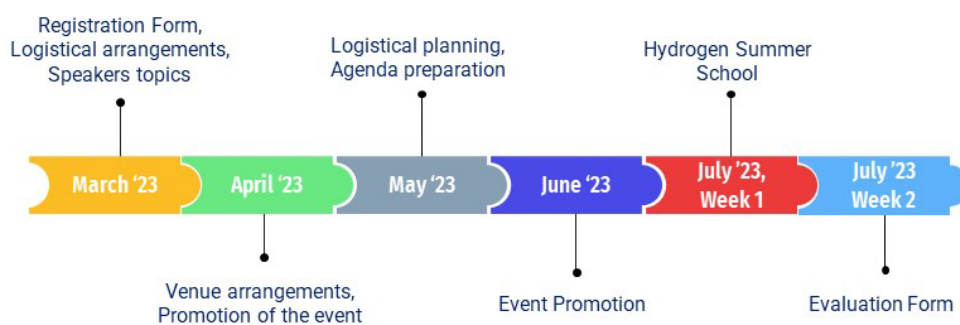 Registration Form,
Logistical arrangements,
Speakers topics
Logistical planning,
Agenda preparation
Hydrogen Summer
School
March ‘23
April ‘23
May ‘23
June ‘23
July ’23,
Week 1
July ’23
Week 2
Venue arrangements,
Promotion of the event
Event Promotion
Evaluation Form